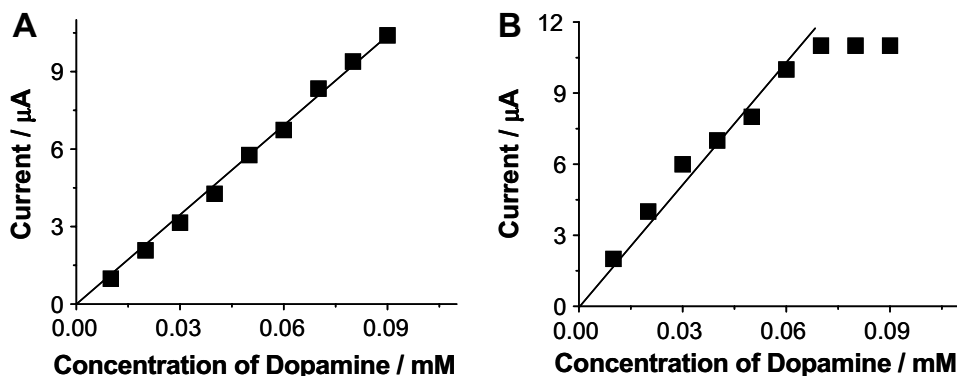 A
Current / μA
9
6
3
0
0.00 0.03 0.06 0.09
Concentration of Dopamine / mM
B
Current / μA
12
9
6
3
0
0.00 0.03 0.06 0.09
Concentration of Dopamine / mM